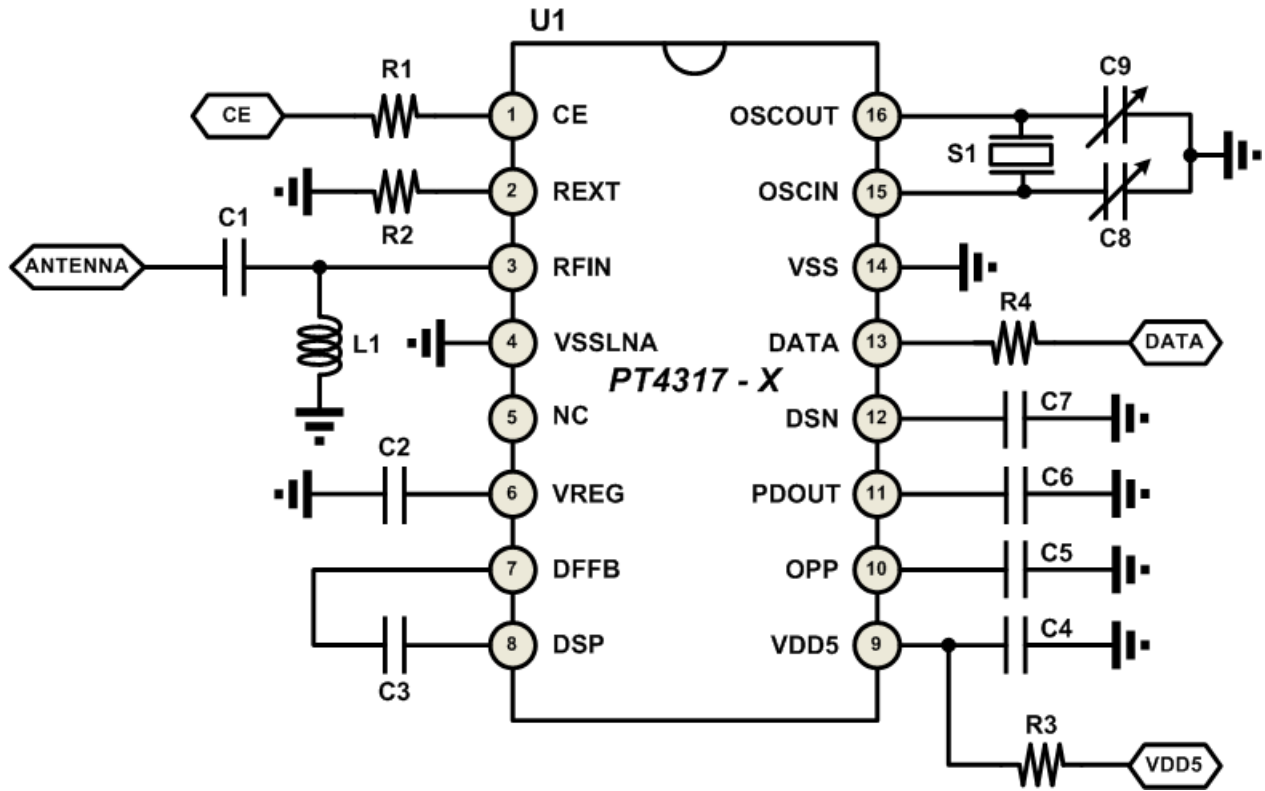 U1
R1
CE
1
CE
R2
2
REXT
C1
ANTENNA
3
RFIN
L1
4
VSSLNA
5
NC
C2
6
VREG
7
DFFB
C3
8
DSP
PT4317 - X
OSCOUT
16
C9
S1
OSCIN
15
C8
VSS
14
R4
DATA
13
DATA
DSN
12
C7
PDOUT
11
C6
OPP
10
C5
VDD5
9
C4
R3
VDD5